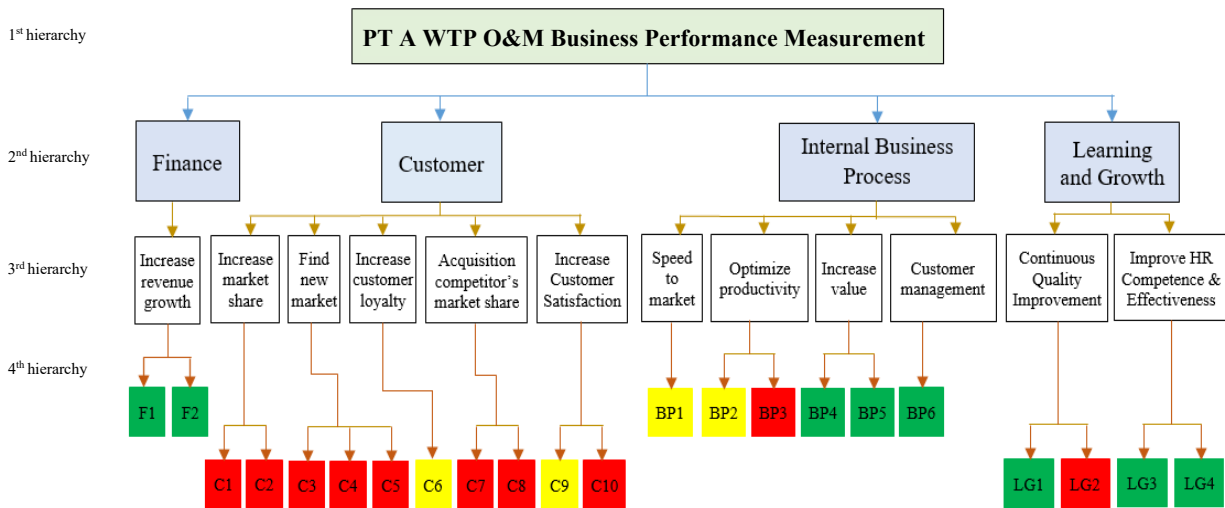 1st hierarchy
PT A WTP O&M Business Performance Measurement
2nd hierarchy
Finance
Customer
Internal Business
Process
Learning
and Growth
3rd hierarchy
Increase
revenue
growth
Increase
market
share
Find
new
market
Increase
customer
loyalty
Acquisition
competitor's
market share
Increase
Customer
Satisfaction
Speed
to
market
Optimize
productivity
Increase
value
Customer
management
Continuous
Quality
Improvement
Improve HR
Competence &
Effectiveness
4th hierarchy
F1
F2
C1
C2
C3
C4
C5
C6
C7
C8
C9
C10
BP1
BP2
BP3
BP4
BP5
BP6
LG1
LG2
LG3
LG4